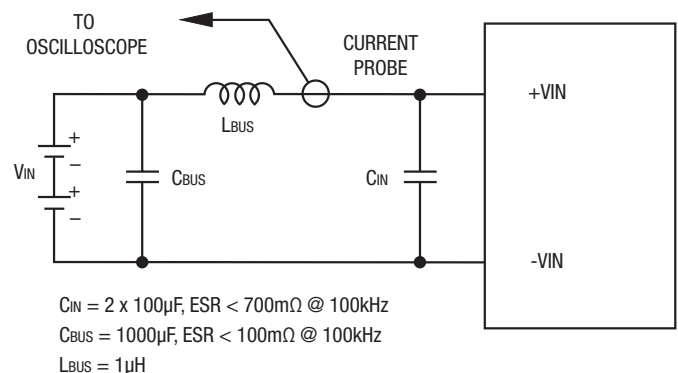 TO
OSCILLOSCOPE
CURRENT
PROBE
+VIN
LBUS
+
−
VIN
+
−
CBUS
CIN
-VIN
CIN = 2 x 100µF, ESR < 700mΩ @ 100kHz
CBUS = 1000µF, ESR < 100mΩ @ 100kHz
LBUS = 1µH